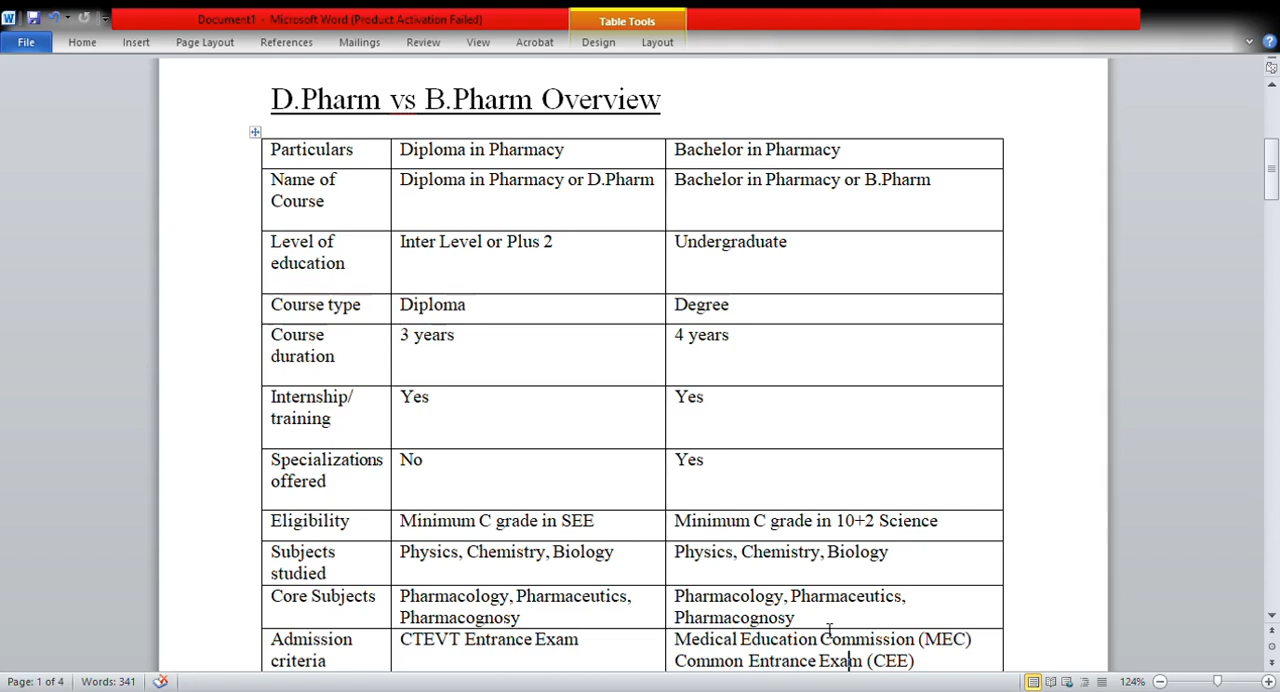 Document1 - Microsoft Word (Product Activation Failed)
Table Tools
File Home Insert Page Layout References Mailings Review View Acrobat Design Layout
D.Pharm vs B.Pharm Overview
Particulars Diploma in Pharmacy Bachelor in Pharmacy
Name of Diploma in Pharmacy or D.Pharm Bachelor in Pharmacy or B.Pharm
Course
Level of Inter Level or Plus 2 Undergraduate
education
Course type Diploma Degree
Course 3 years 4 years
duration
Internship/ Yes Yes
training
Specializations No Yes
offered
Eligibility Minimum C grade in SEE Minimum C grade in 10+2 Science
Subjects Physics, Chemistry, Biology Physics, Chemistry, Biology
studied
Core Subjects Pharmacology, Pharmaceutics, Pharmacology, Pharmaceutics,
Pharmacognosy Pharmacognosy
Admission CTEVT Entrance Exam Medical Education Commission (MEC)
criteria Common Entrance Exam (CEE)
Page: 1 of 4 Words: 341 124%